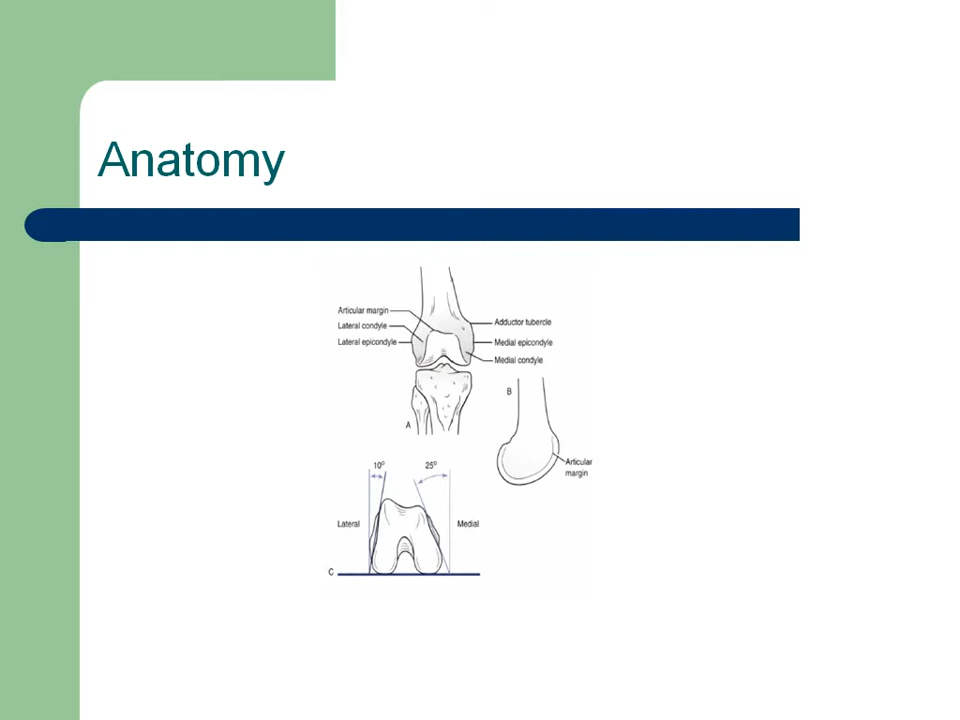 Anatomy
Articular margin
Lateral condyle
Lateral epicondyle
Adductor tubercle
Medial epicondyle
Medial condyle
A
B
Articular
margin
10°
25°
Lateral
Medial
C